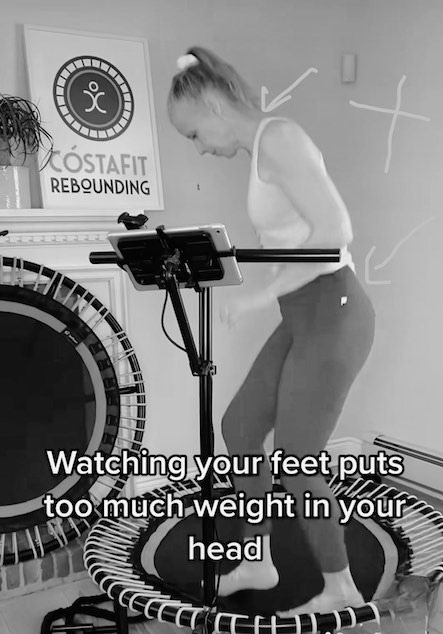 CÓSTAFIT
REBOUNDING
Watching your feet puts
too much weight in your
head